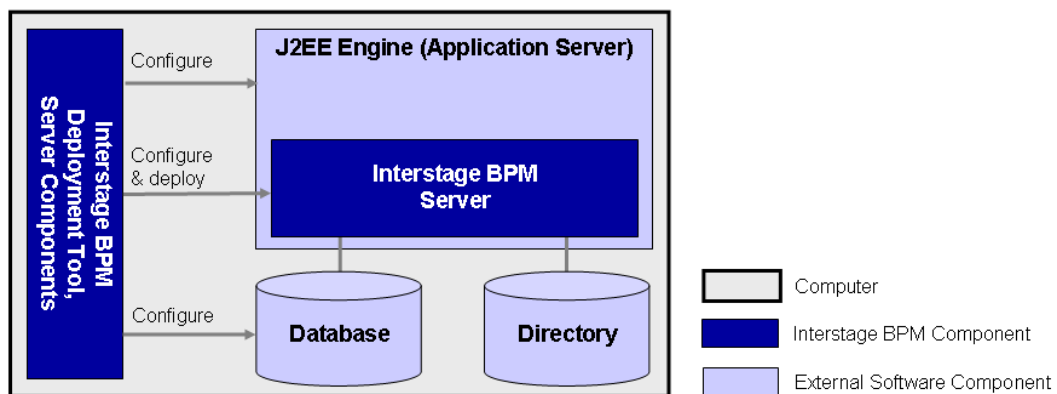 Interstage BPM
Deployment Tool,
Server Components
Configure
Configure
& deploy
Configure
J2EE Engine (Application Server)
Interstage BPM
Server
Database
Directory
Computer
Interstage BPM Component
External Software Component